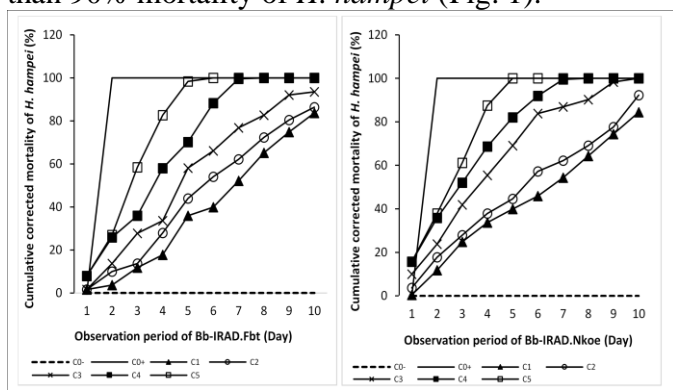 than 90% mortality of H. hampei (Fig. 1).
Cumulative corrected mortality of H. hampei (%)
120
100
80
60
40
20
0
1 2 3 4 5 6 7 8 9 10
Observation period of Bb-IRAD.Fbt (Day)
C0- C0+ C1 C2
C3 C4 C5
Cumulative corrected mortality of H. hampei (%)
120
100
80
60
40
20
0
1 2 3 4 5 6 7 8 9 10
Observation period of Bb-IRAD.Nkoe (Day)
C0- C0+ C1 C2
C3 C4 C5